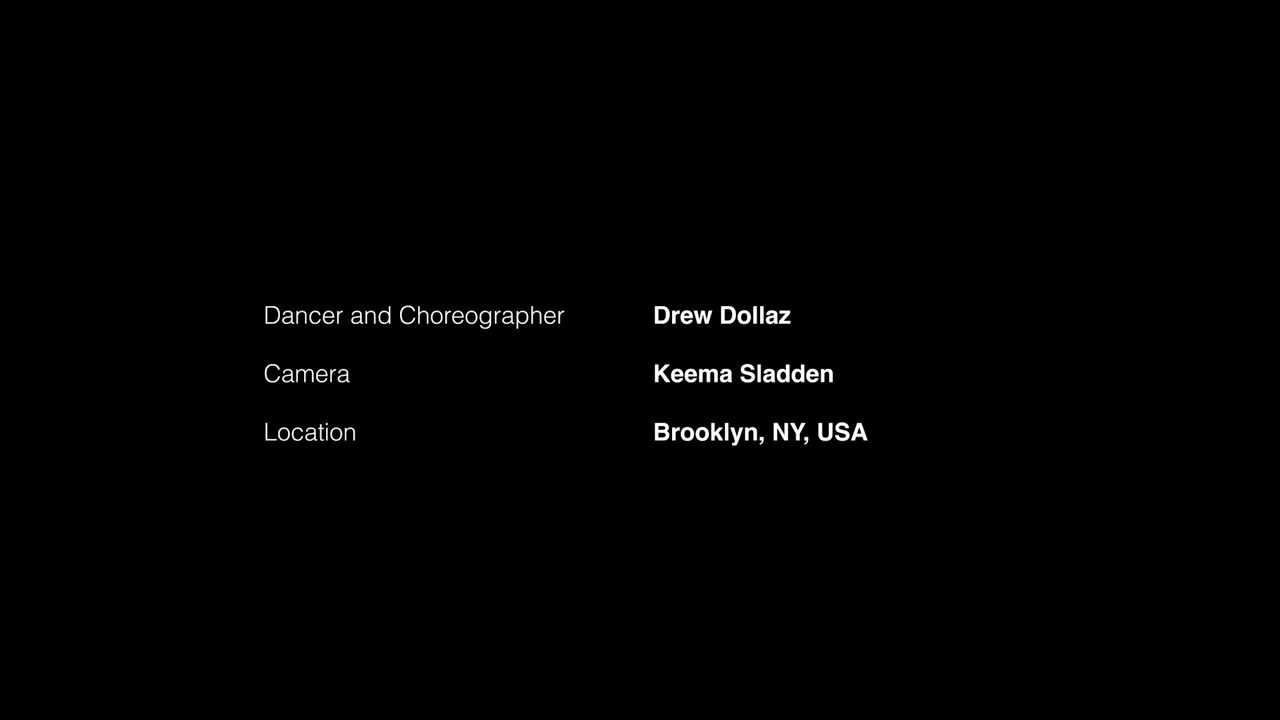 Dancer and Choreographer Drew Dollaz
Camera Keema Sladden
Location Brooklyn, NY, USA